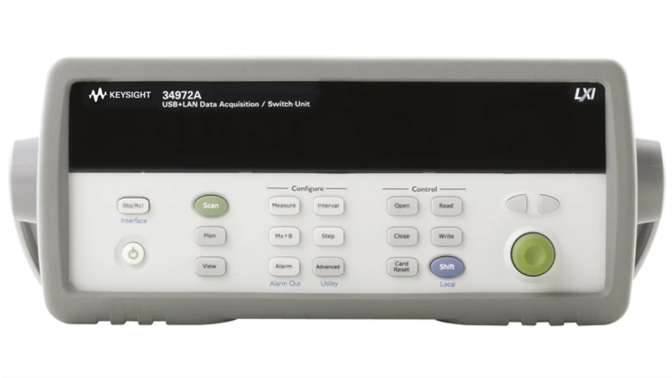 KEYSIGHT 34972A LXI
USB+LAN Data Acquisition / Switch Unit
Configure Control
Sto/Rcl Scan Measure Interval Open Read
Interface
Mon Mx+B Step Close Write
View Alarm Advanced Card Reset Shift
Alarm Out Utility Local